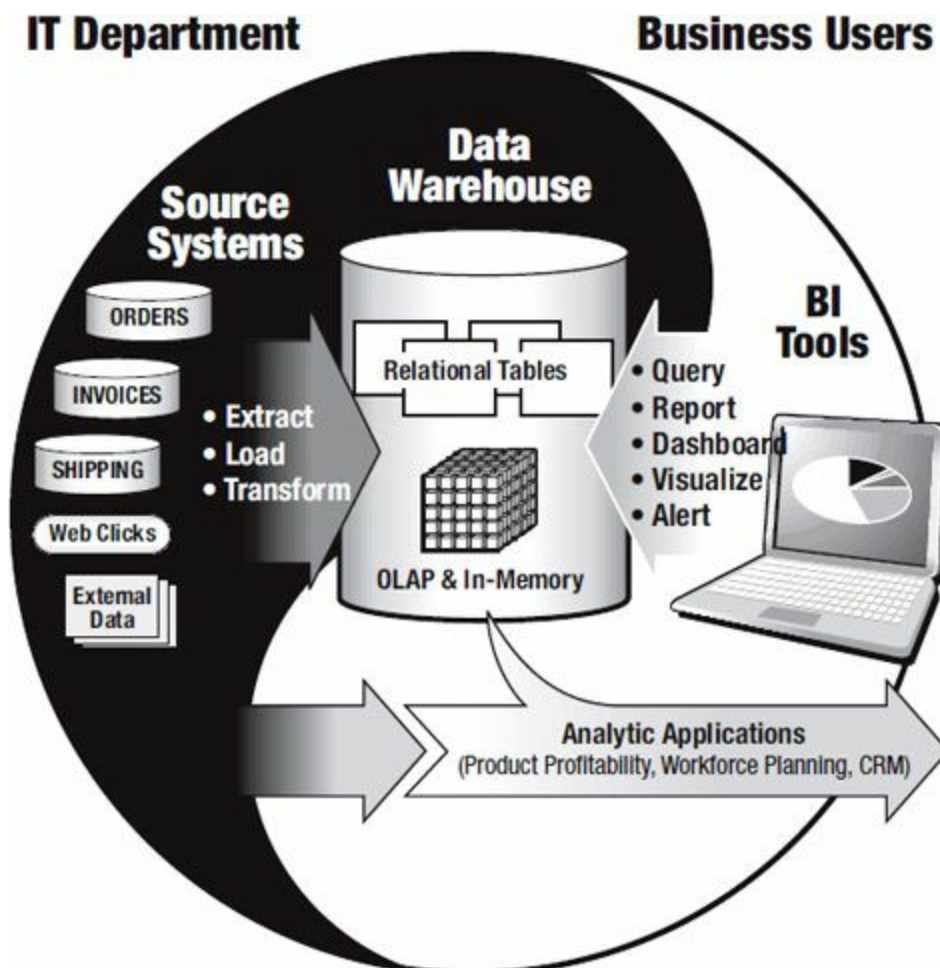 IT Department
Business Users
Data
Warehouse
Source
Systems
ORDERS
INVOICES
SHIPPING
Web Clicks
External
Data
• Extract
• Load
• Transform
Relational Tables
OLAP & In-Memory
• Query
• Report
• Dashboard
• Visualize
• Alert
BI
Tools
Analytic Applications
(Product Profitability, Workforce Planning, CRM)